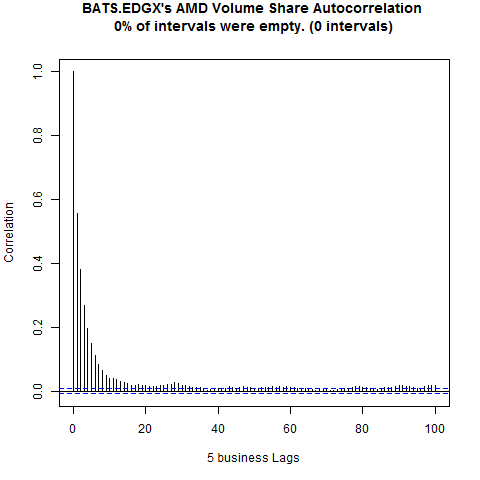 BATS.EDGX's AMD Volume Share Autocorrelation
0% of intervals were empty. (0 intervals)
Correlation
1.0
0.8
0.6
0.4
0.2
0.0
0 20 40 60 80 100
5 business Lags